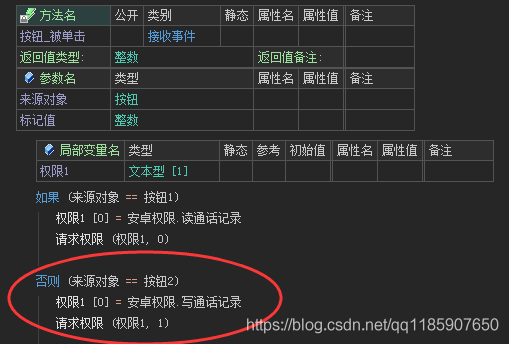 方法名 公开 类别 静态 属性名 属性值 备注
按钮_被单击 接收事件
返回值类型: 整数 返回值备注:
参数名 类型 属性名 属性值 备注
来源对象 按钮
标记值 整数
局部变量名 类型 静态 参考 初始值 属性名 属性值 备注
权限1 文本型 [1]
如果 (来源对象 == 按钮1)
权限1 [0] = 安卓权限.读通话记录
请求权限 (权限1, 0)
否则 (来源对象 == 按钮2)
权限1 [0] = 安卓权限.写通话记录
请求权限 (权限1, 1)
https://blog.csdn.net/qq1185907650